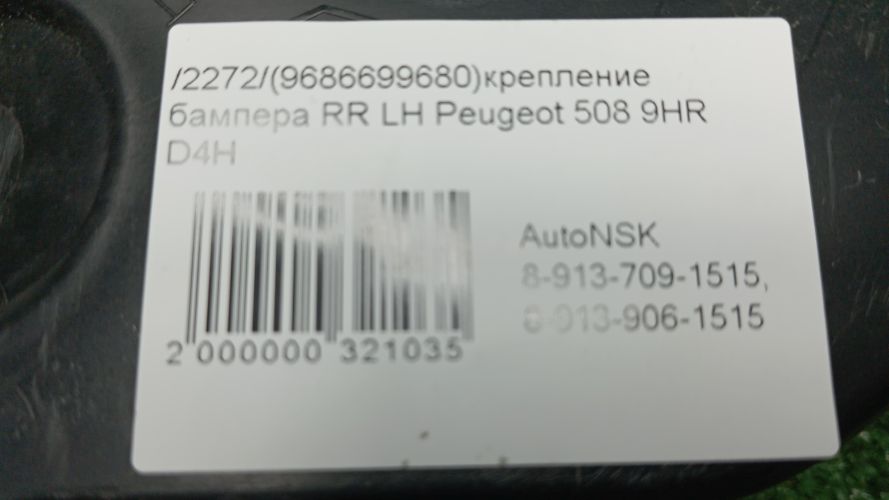 /2272/(9686699680)крепление
бампера RR LH Peugeot 508 9HR
D4H
AutoNSK
8-913-709-1515,
8-913-906-1515
2 000000 321035